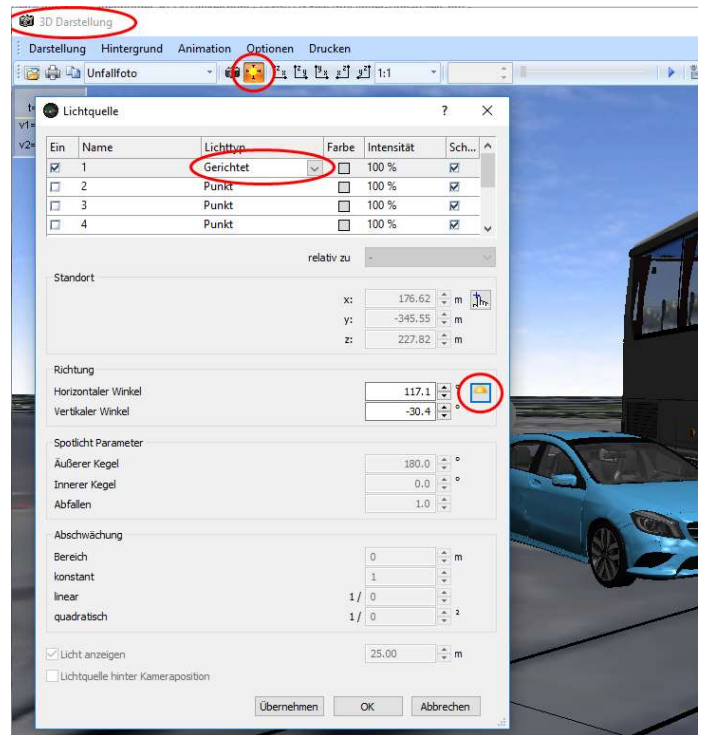 3D Darstellung
Darstellung Hintergrund Animation Optionen Drucken
Unfallfoto 1:1
Lichtquelle ? ×
v1=
v2=
Ein Name Lichttyp Farbe Intensität Sch...
1 Gerichtet 100 %
2 Punkt 100 %
3 Punkt 100 %
4 Punkt 100 %
relativ zu -
Standort
x: 176.62 m
y: -345.55 m
z: 227.82 m
Richtung
Horizontaler Winkel 117.1 °
Vertikaler Winkel -30.4 °
Spotlicht Parameter
Äußerer Kegel 180.0 °
Innerer Kegel 0.0 °
Abfallen 1.0
Abschwächung
Bereich 0 m
konstant 1
linear 1/ 0
quadratisch 1/ 0 ²
Licht anzeigen 25.00 m
Lichtquelle hinter Kameraposition
Übernehmen OK Abbrechen